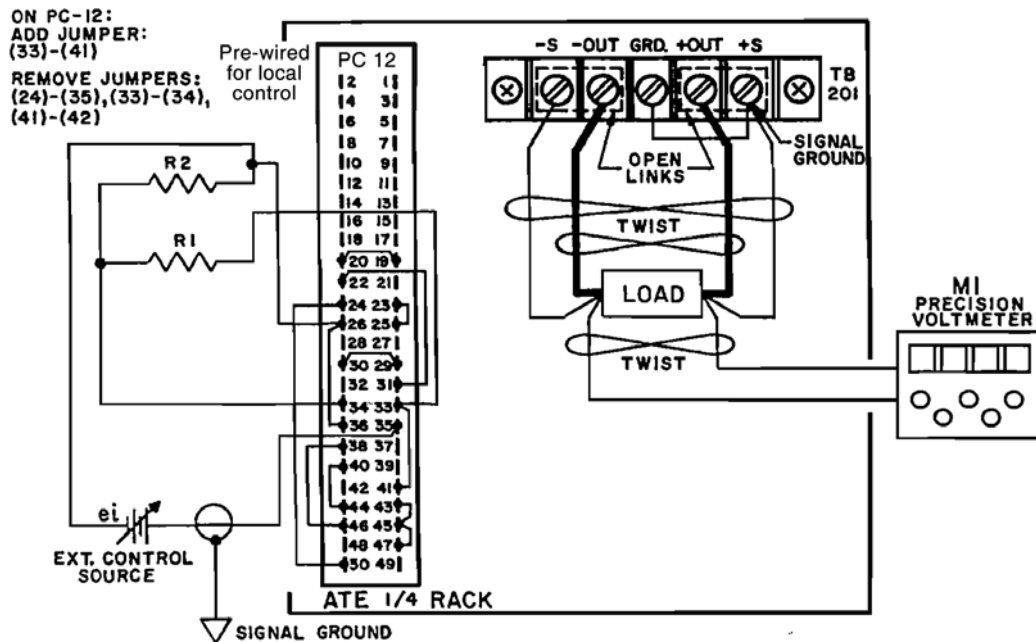 ON PC-12:
ADD JUMPER:
(33)-(41)
REMOVE JUMPERS:
(24)-(35), (33)-(34),
(41)-(42)
Pre-wired
for local
control
PC 12
2 1
4 3
6 5
8 7
10 9
12 11
14 13
16 15
18 17
20 19
22 21
24 23
26 25
28 27
30 29
32 31
34 33
36 35
38 37
40 39
42 41
44 43
46 45
48 47
50 49
R2
R1
ei
EXT. CONTROL
SOURCE
SIGNAL GROUND
ATE 1/4 RACK
-S -OUT GRD. +OUT +S
TB
201
SIGNAL
GROUND
OPEN
LINKS
TWIST
LOAD
TWIST
M1
PRECISION
VOLTMETER